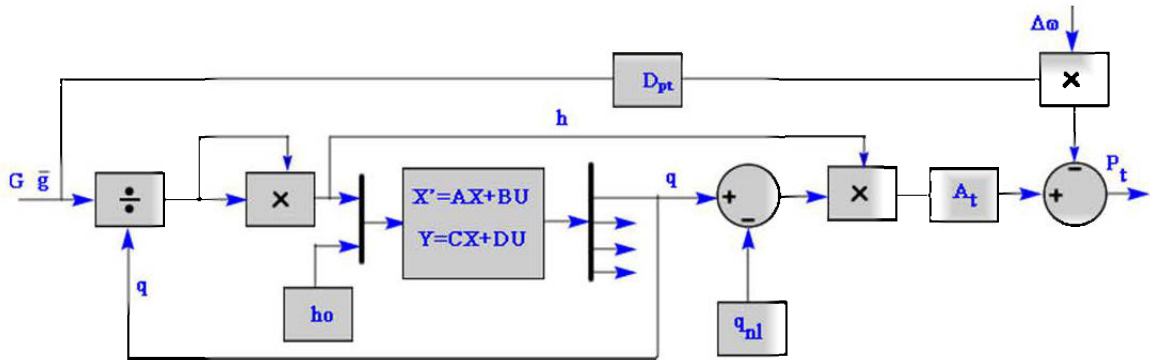 Δω
D_pt
h
G g̅
÷
×
×
X'=AX+BU
Y=CX+DU
q
+
−
×
A_t
−
+
P_t
q
ho
q_nl